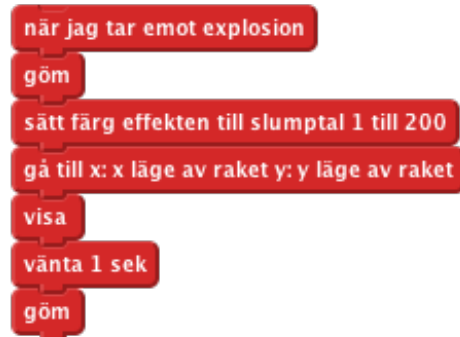 när jag tar emot explosion
göm
sätt färg effekten till slumptal 1 till 200
gå till x: x läge av raket y: y läge av raket
visa
vänta 1 sek
göm